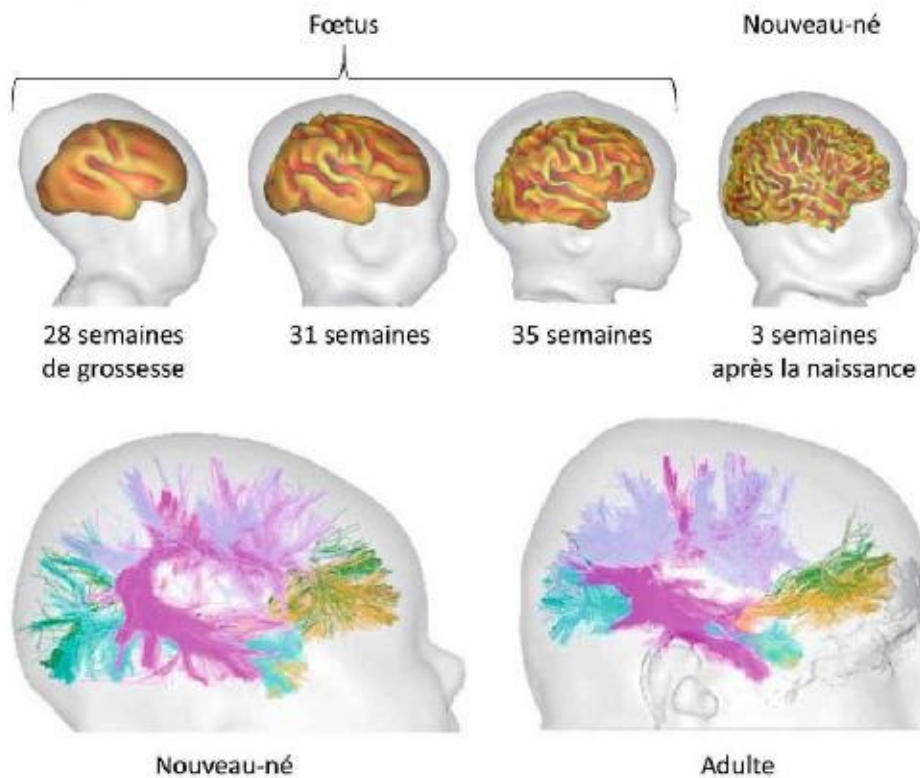 Fœtus
Nouveau-né
28 semaines
de grossesse
31 semaines
35 semaines
3 semaines
après la naissance
Nouveau-né
Adulte